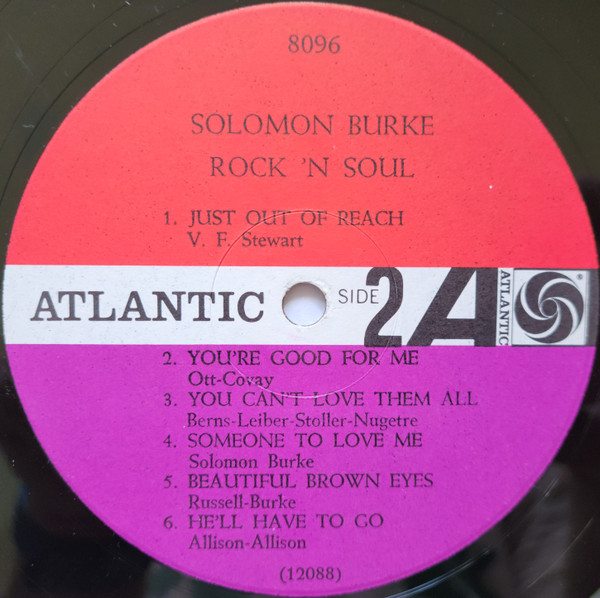 8096
SOLOMON BURKE
ROCK 'N SOUL
1. JUST OUT OF REACH
V. F. Stewart
ATLANTIC SIDE 2 A ATLANTIC ®
2. YOU'RE GOOD FOR ME
Ott-Covay
3. YOU CAN'T LOVE THEM ALL
Berns-Leiber-Stoller-Nugetre
4. SOMEONE TO LOVE ME
Solomon Burke
5. BEAUTIFUL BROWN EYES
Russell-Burke
6. HE'LL HAVE TO GO
Allison-Allison
(12088)